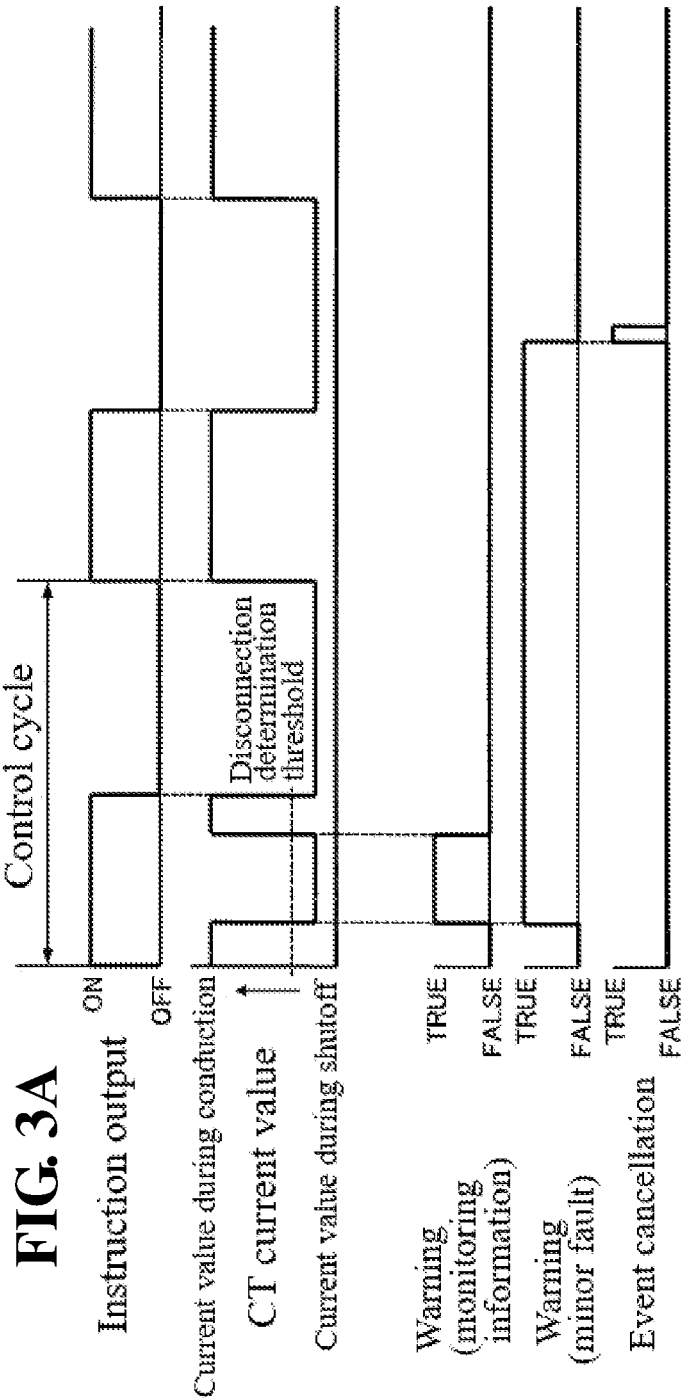 FIG. 3A
Control cycle
Instruction output
ON
OFF
Current value during conduction
CT current value
Current value during shutoff
Disconnection
determination
threshold
Warning
(monitoring
information)
TRUE
FALSE
Warning
(minor fault)
TRUE
FALSE
Event cancellation
TRUE
FALSE